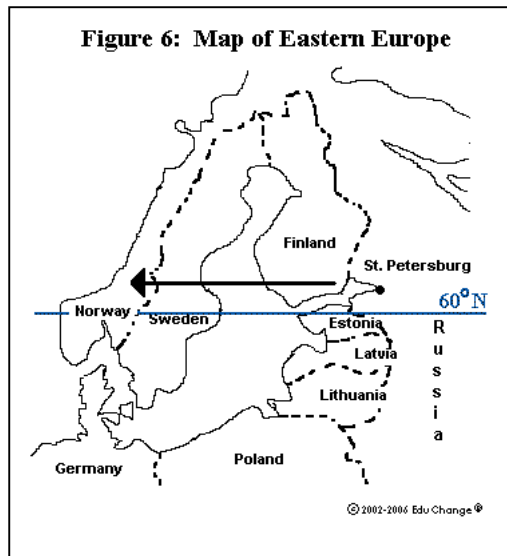 Figure 6: Map of Eastern Europe
Finland
St. Petersburg
60°N
Norway
Sweden
Estonia
Latvia
Lithuania
R
u
s
s
i
a
Germany
Poland
© 2002-2006 Edu Change ®